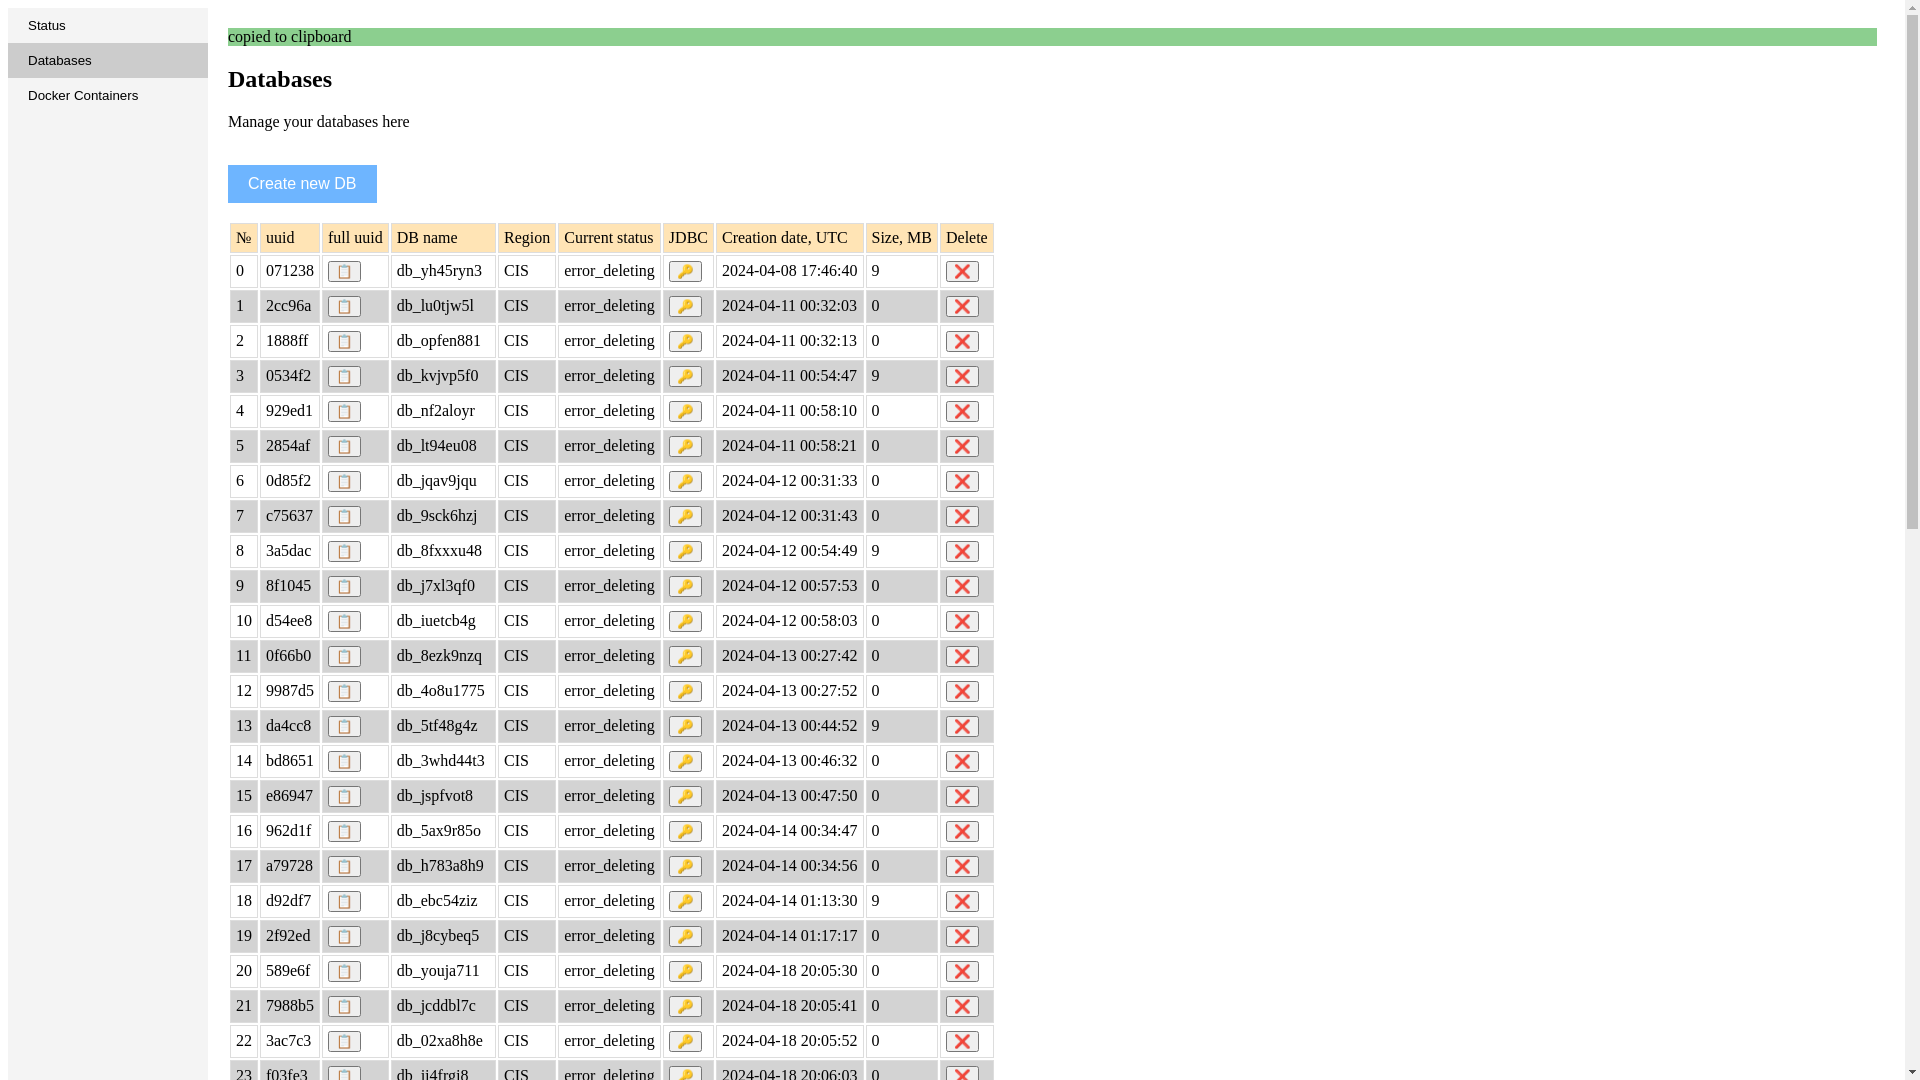 Status
Databases
Docker Containers
copied to clipboard
Databases
Manage your databases here
Create new DB
№ uuid full uuid DB name Region Current status JDBC Creation date, UTC Size, MB Delete
0 071238 db_yh45ryn3 CIS error_deleting 2024-04-08 17:46:40 9
1 2cc96a db_lu0tjw5l CIS error_deleting 2024-04-11 00:32:03 0
2 1888ff db_opfen881 CIS error_deleting 2024-04-11 00:32:13 0
3 0534f2 db_kvjvp5f0 CIS error_deleting 2024-04-11 00:54:47 9
4 929ed1 db_nf2aloyr CIS error_deleting 2024-04-11 00:58:10 0
5 2854af db_lt94eu08 CIS error_deleting 2024-04-11 00:58:21 0
6 0d85f2 db_jqav9jqu CIS error_deleting 2024-04-12 00:31:33 0
7 c75637 db_9sck6hzj CIS error_deleting 2024-04-12 00:31:43 0
8 3a5dac db_8fxxxu48 CIS error_deleting 2024-04-12 00:54:49 9
9 8f1045 db_j7xl3qf0 CIS error_deleting 2024-04-12 00:57:53 0
10 d54ee8 db_iuetcb4g CIS error_deleting 2024-04-12 00:58:03 0
11 0f66b0 db_8ezk9nzq CIS error_deleting 2024-04-13 00:27:42 0
12 9987d5 db_4o8u1775 CIS error_deleting 2024-04-13 00:27:52 0
13 da4cc8 db_5tf48g4z CIS error_deleting 2024-04-13 00:44:52 9
14 bd8651 db_3whd44t3 CIS error_deleting 2024-04-13 00:46:32 0
15 e86947 db_jspfvot8 CIS error_deleting 2024-04-13 00:47:50 0
16 962d1f db_5ax9r85o CIS error_deleting 2024-04-14 00:34:47 0
17 a79728 db_h783a8h9 CIS error_deleting 2024-04-14 00:34:56 0
18 d92df7 db_ebc54ziz CIS error_deleting 2024-04-14 01:13:30 9
19 2f92ed db_j8cybeq5 CIS error_deleting 2024-04-14 01:17:17 0
20 589e6f db_youja711 CIS error_deleting 2024-04-18 20:05:30 0
21 7988b5 db_jcddbl7c CIS error_deleting 2024-04-18 20:05:41 0
22 3ac7c3 db_02xa8h8e CIS error_deleting 2024-04-18 20:05:52 0
23 f03fe3 CIS error_deleting 2024-04-18 20:06:03 0